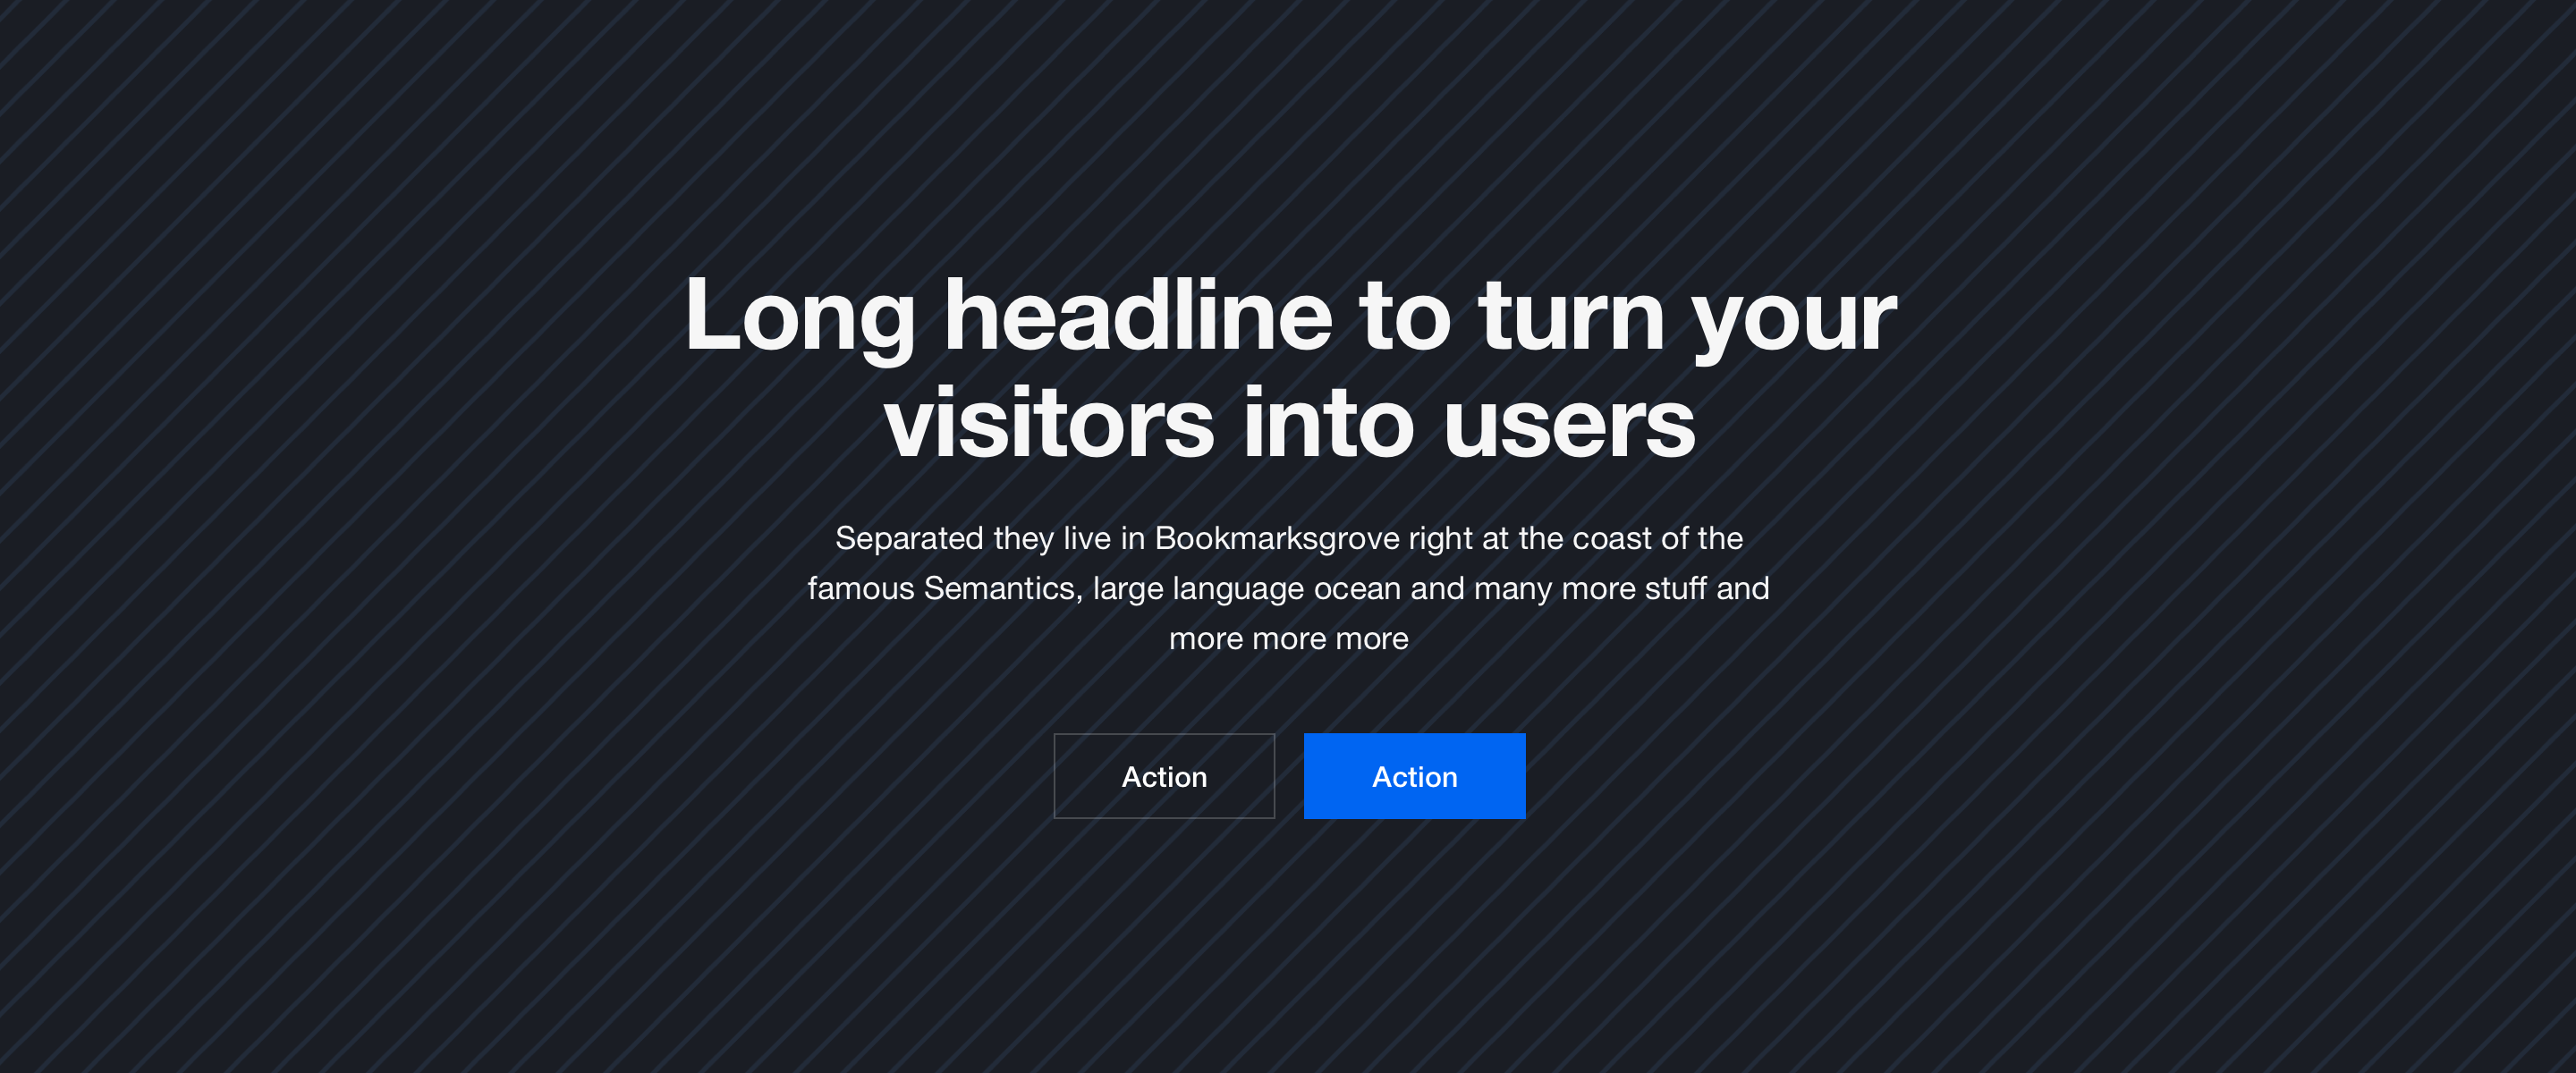 Long headline to turn your
visitors into users
Separated they live in Bookmarksgrove right at the coast of the
famous Semantics, large language ocean and many more stuff and
more more more
Action Action